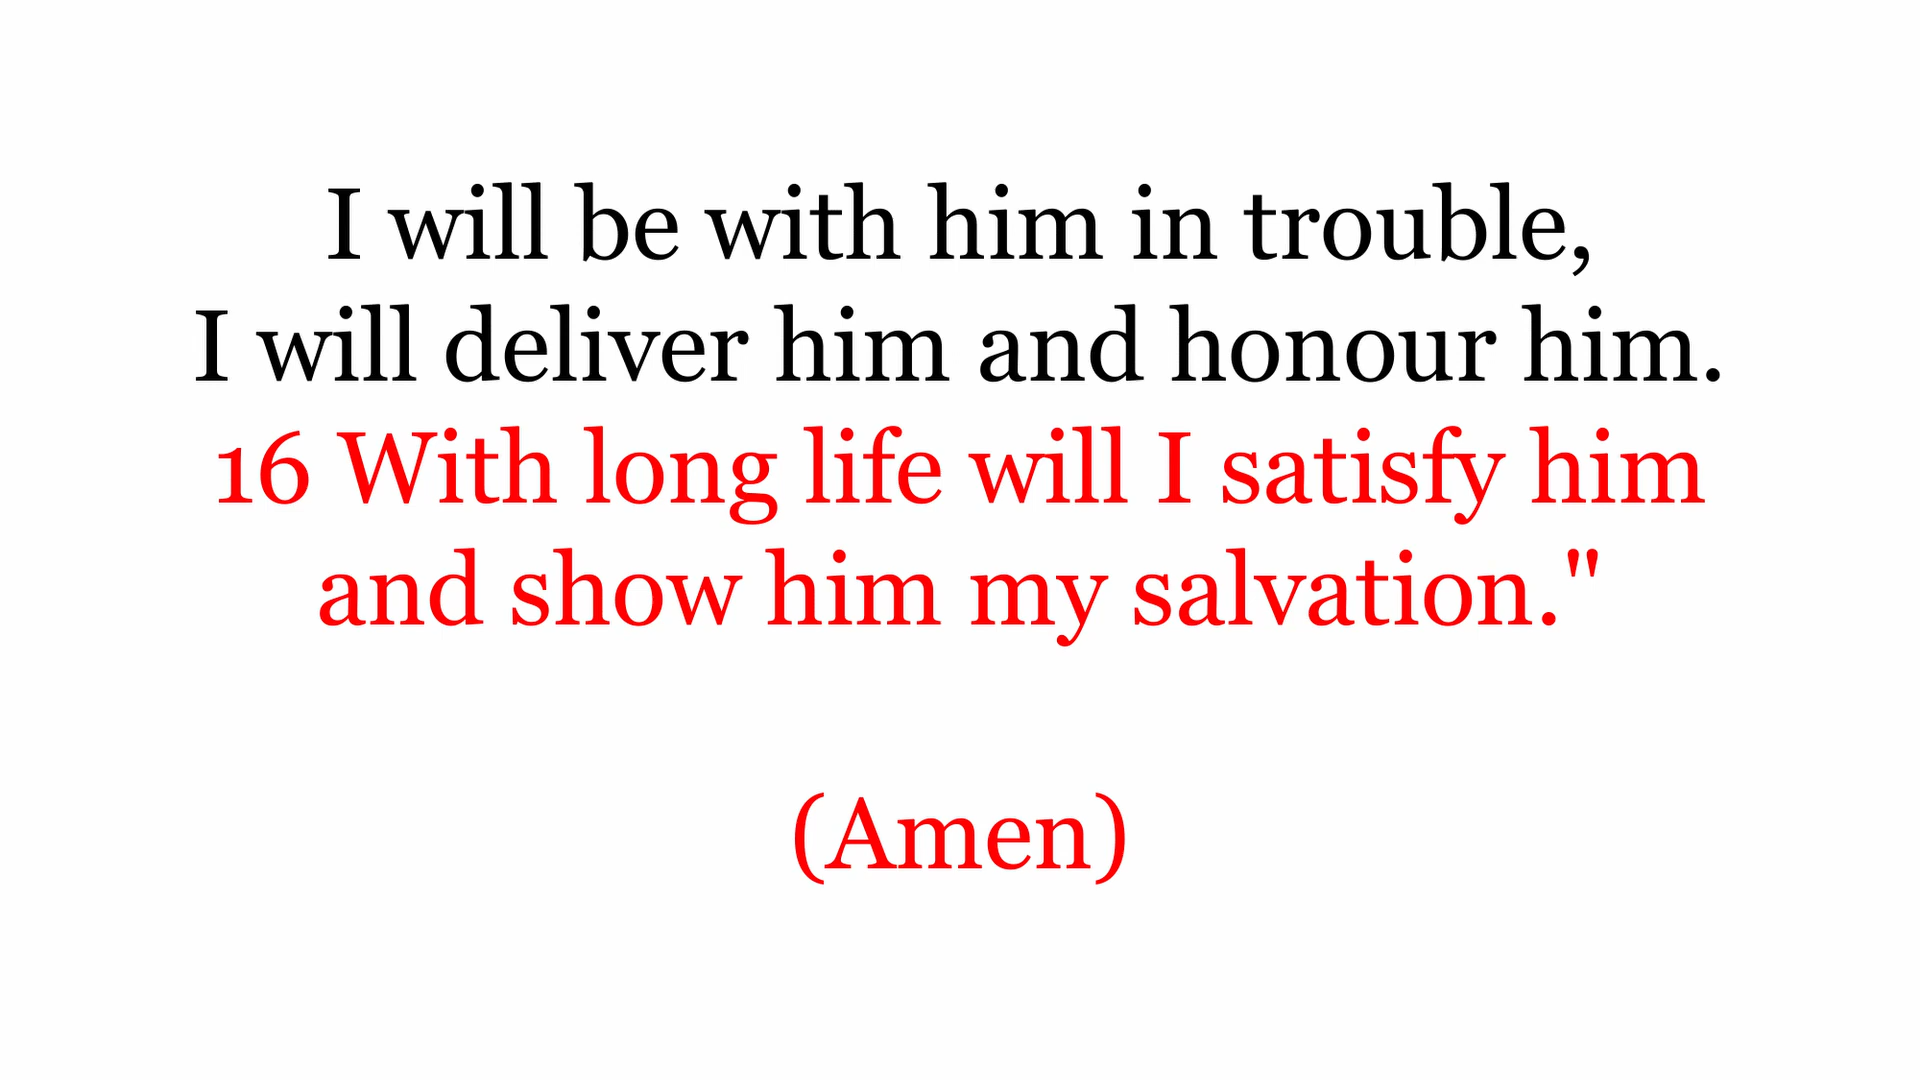 I will be with him in trouble,
I will deliver him and honour him.
16 With long life will I satisfy him
and show him my salvation."
(Amen)